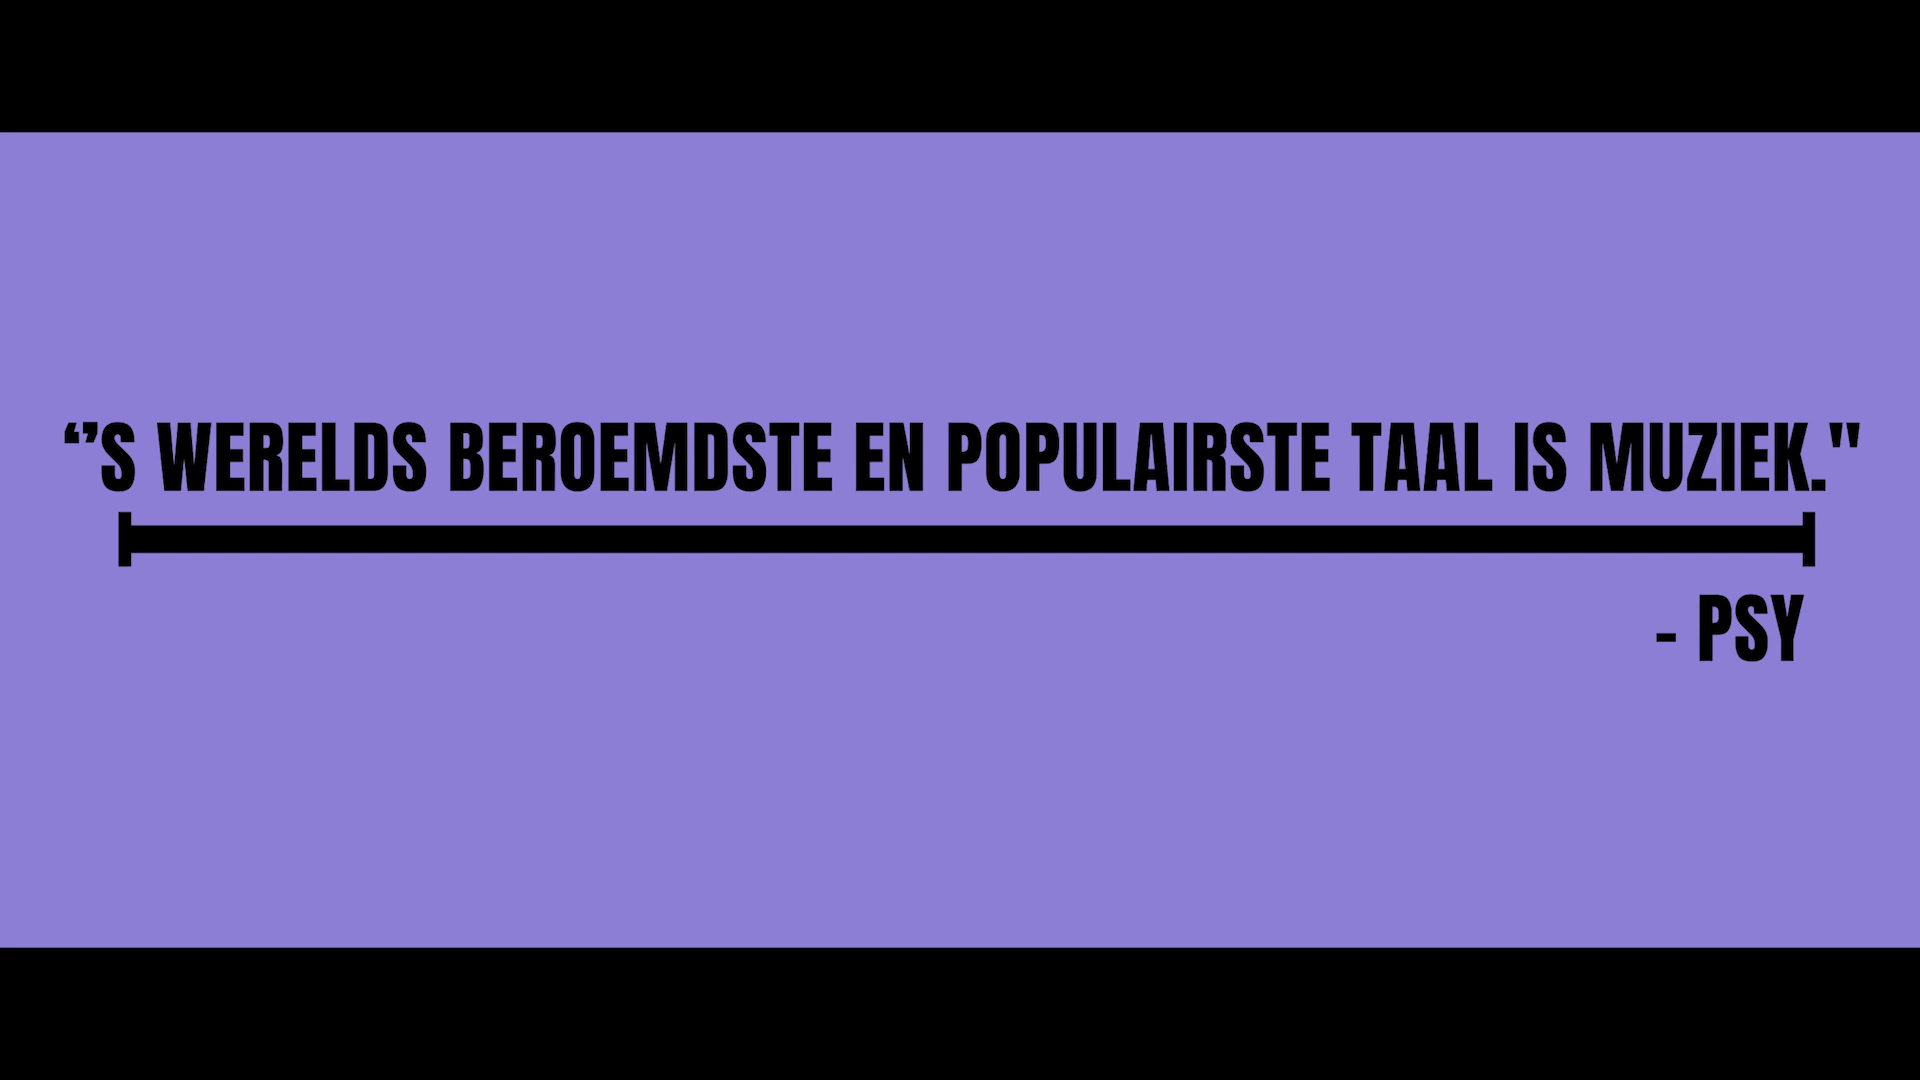 ‘’S WERELDS BEROEMDSTE EN POPULAIRSTE TAAL IS MUZIEK."
- PSY